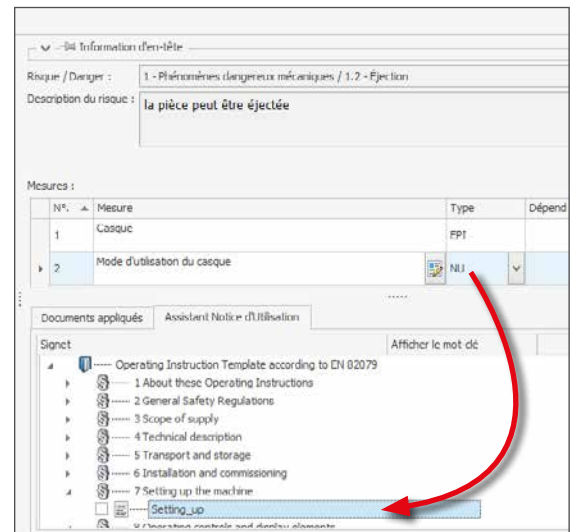 Information d'en-tête
Risque / Danger : 1 - Phénomènes dangereux mécaniques / 1.2 - Éjection
Description du risque : la pièce peut être éjectée
Mesures :
N°. Mesure Type Dépend
1 Casque EPI
2 Mode d'utilisation du casque NU
Documents appliqués Assistant Notice d'Utilisation
Signet Afficher le mot clé
Operating Instruction Template according to EN 82079
1 About these Operating Instructions
2 General Safety Regulations
3 Scope of supply
4 Technical description
5 Transport and storage
6 Installation and commissioning
7 Setting up the machine
Setting_up
8 Operating controls and display elements